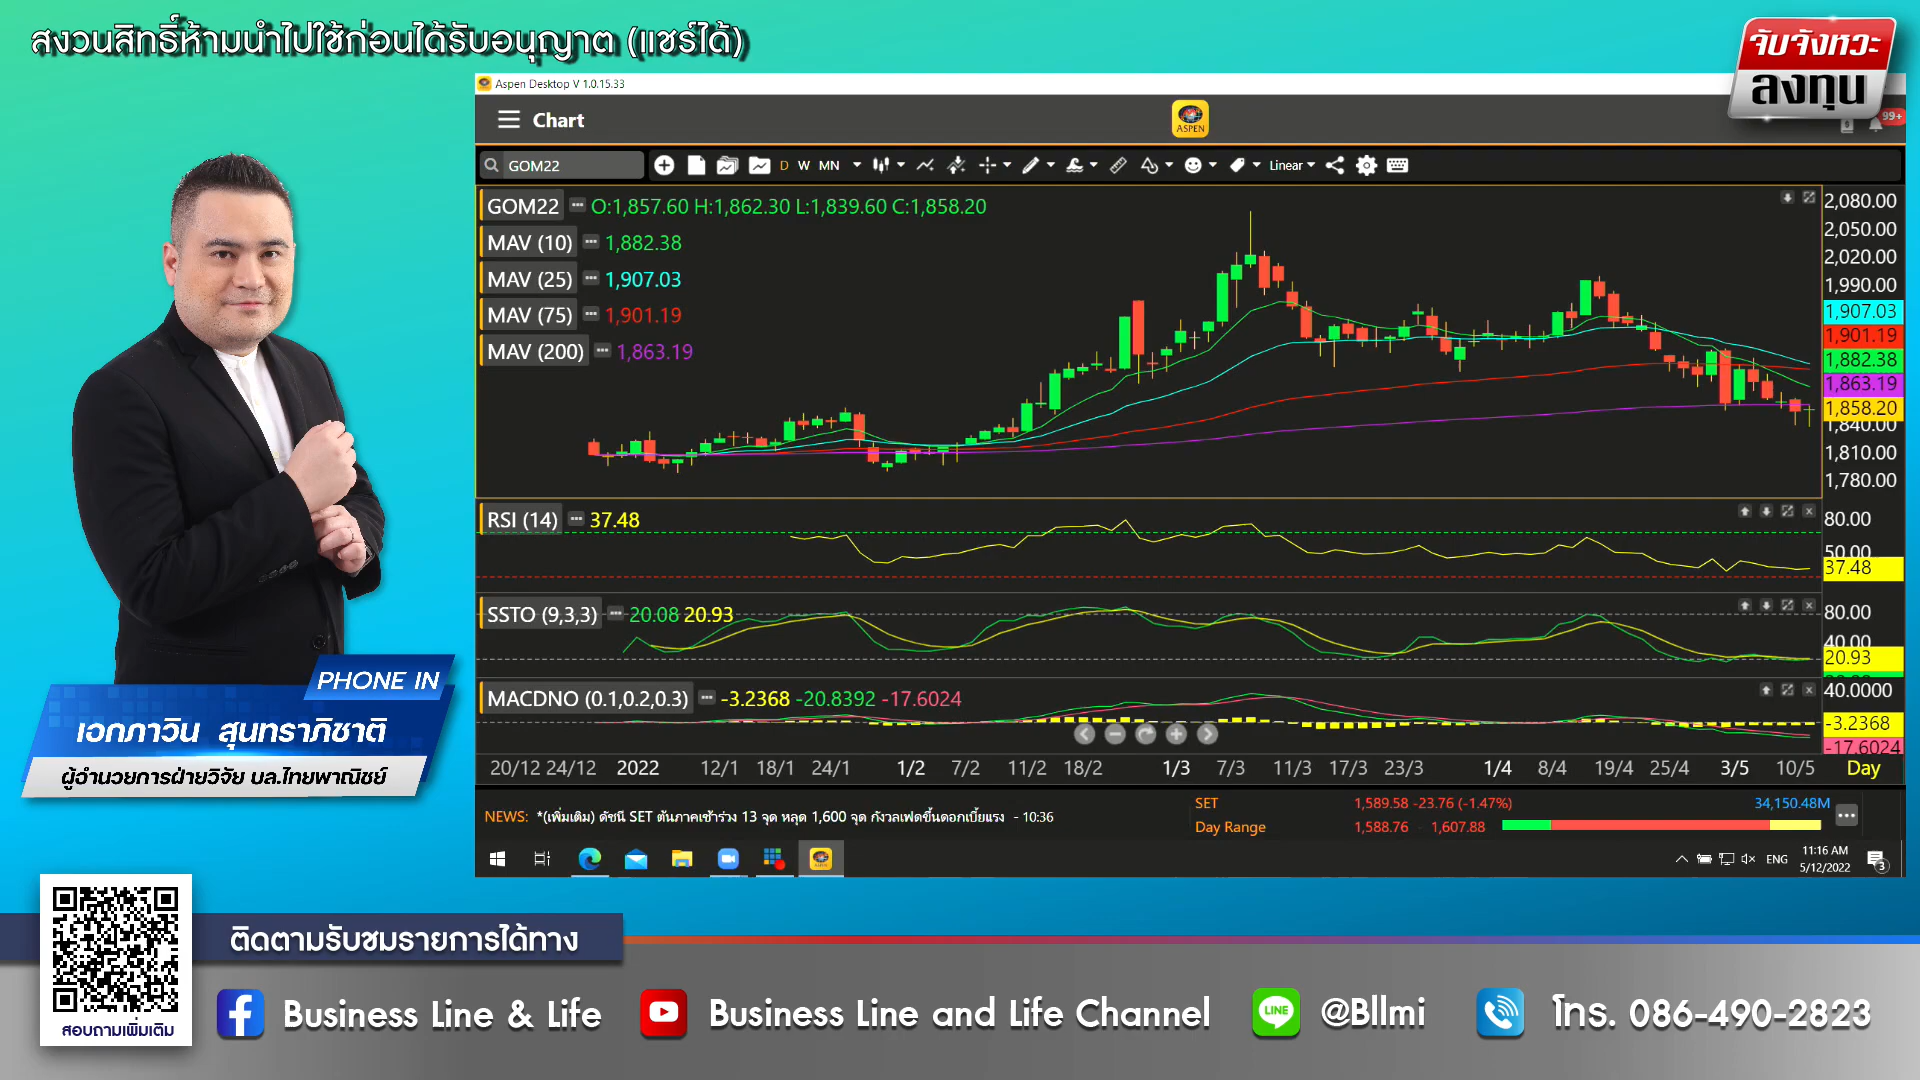 สงวนสิทธิ์ห้ามนำไปใช้ก่อนได้รับอนุญาต (แชร์ได้)
จับจังหวะ
ลงทุน
Aspen Desktop V 1.0.15.33
Chart
ASPEN
99+
GOM22
D W MN
Linear
GOM22 O:1,857.60 H:1,862.30 L:1,839.60 C:1,858.20
MAV (10) 1,882.38
MAV (25) 1,907.03
MAV (75) 1,901.19
MAV (200) 1,863.19
2,080.00
2,050.00
2,020.00
1,990.00
1,907.03
1,901.19
1,882.38
1,863.19
1,858.20
1,840.00
1,810.00
1,780.00
RSI (14) 37.48
80.00
50.00
37.48
SSTO (9,3,3) 20.08 20.93
80.00
40.00
20.93
MACDNO (0.1,0.2,0.3) -3.2368 -20.8392 -17.6024
40.0000
-3.2368
-17.6024
20/12 24/12 2022 12/1 18/1 24/1 1/2 7/2 11/2 18/2 1/3 7/3 11/3 17/3 23/3 1/4 8/4 19/4 25/4 3/5 10/5 Day
NEWS: *(เพิ่มเติม) ดัชนี SET ต้นภาคเช้าร่วง 13 จุด หลุด 1,600 จุด กังวลเฟดขึ้นดอกเบี้ยแรง - 10:36
SET 1,589.58 -23.76 (-1.47%) 34,150.48M
Day Range 1,588.76 - 1,607.88
ENG
11:16 AM
5/12/2022
3
PHONE IN
เอกภาวิน สุนทราภิชาติ
ผู้อำนวยการฝ่ายวิจัย บล.ไทยพาณิชย์
สอบถามเพิ่มเติม
ติดตามรับชมรายการได้ทาง
Business Line & Life
Business Line and Life Channel
LINE
@Bllmi
โทร. 086-490-2823